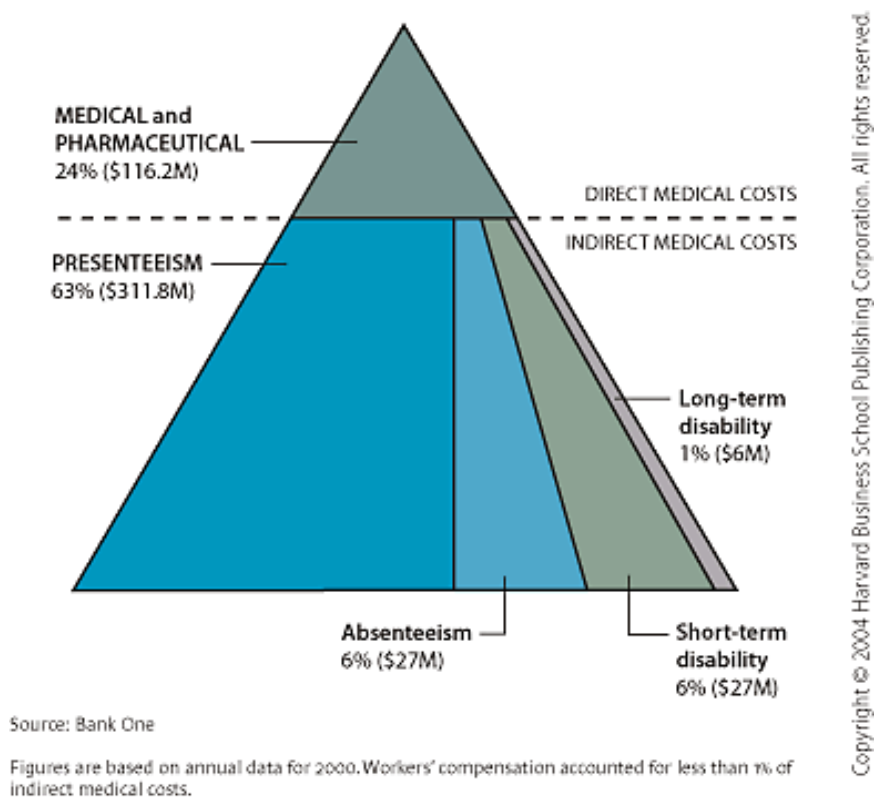 MEDICAL and
PHARMACEUTICAL
24% ($116.2M)
DIRECT MEDICAL COSTS
INDIRECT MEDICAL COSTS
PRESENTEEISM
63% ($311.8M)
Long-term
disability
1% ($6M)
Absenteeism
6% ($27M)
Short-term
disability
6% ($27M)
Source: Bank One
Figures are based on annual data for 2000. Workers' compensation accounted for less than 1% of
indirect medical costs.
Copyright © 2004 Harvard Business School Publishing Corporation. All rights reserved.